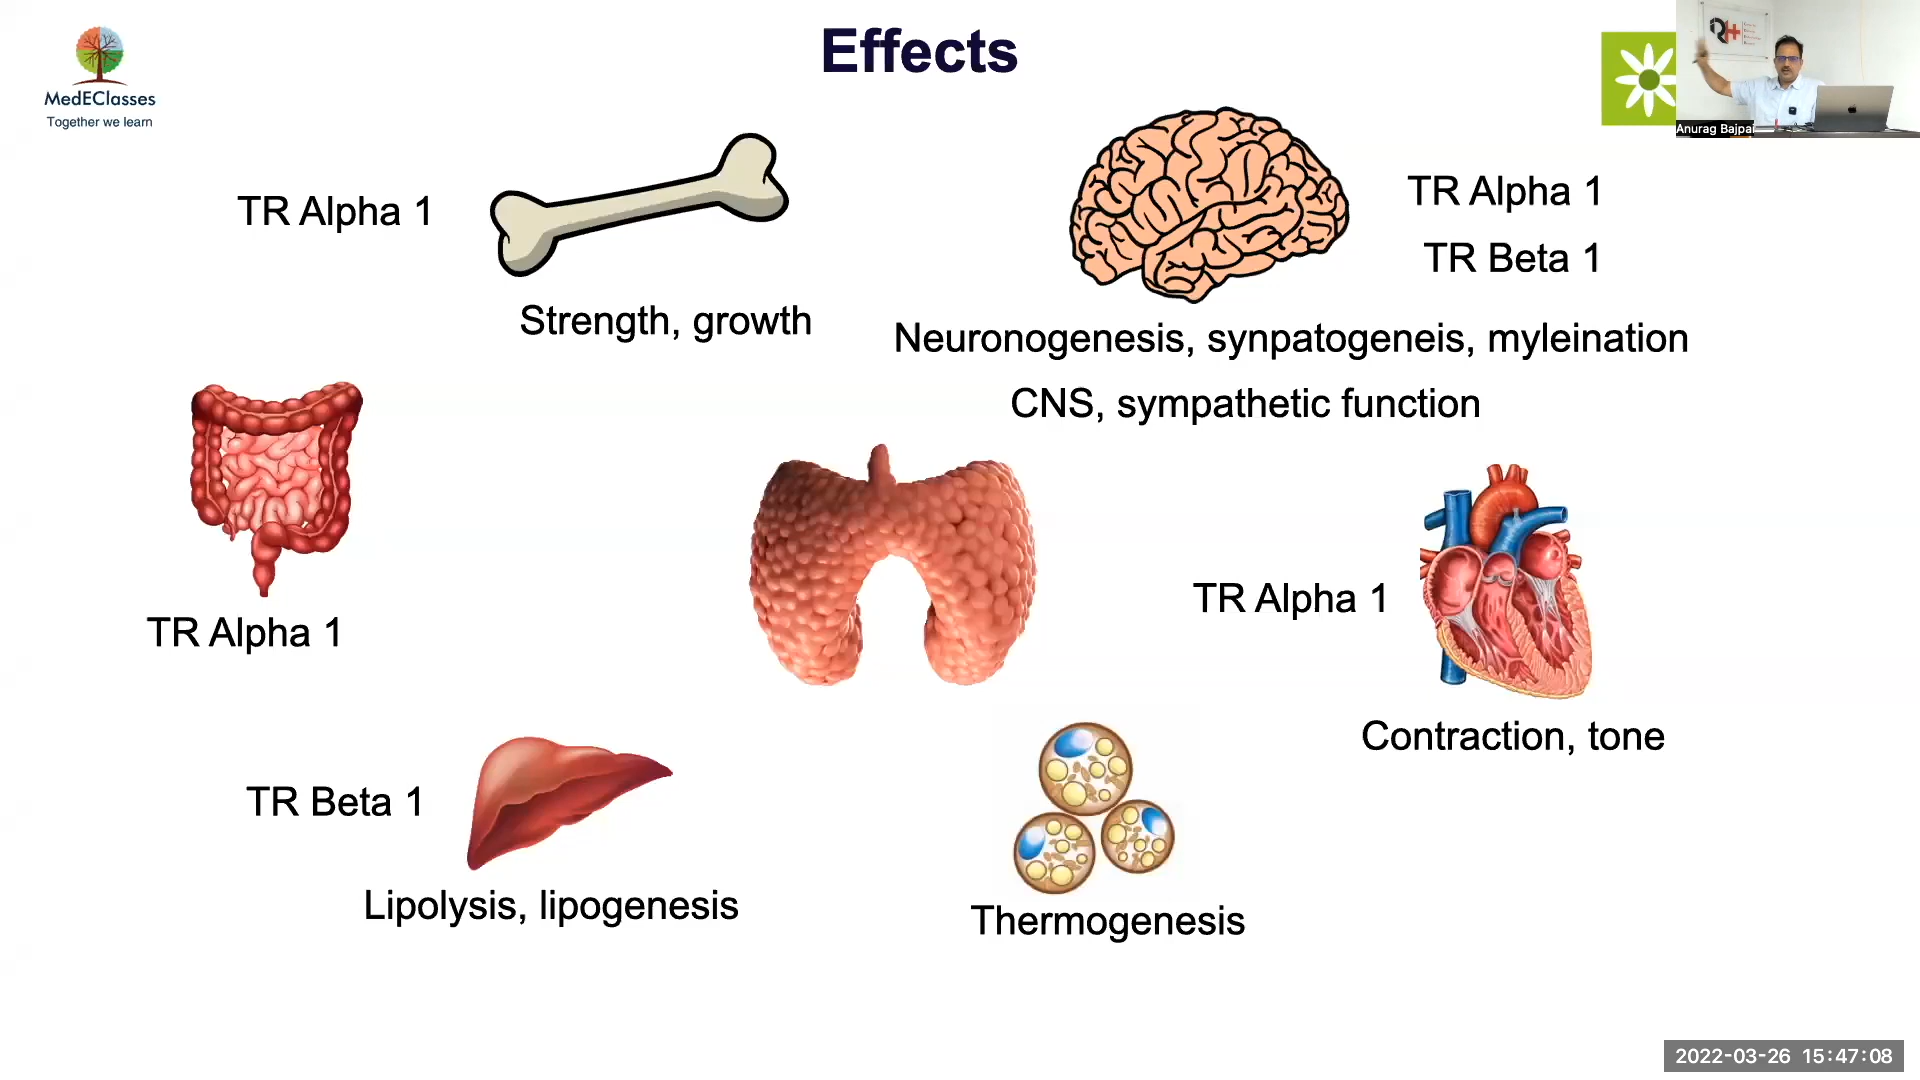 Effects
MedEClasses
Together we learn
Anurag Bajpai
TR Alpha 1
Strength, growth
TR Alpha 1
TR Beta 1
Neuronogenesis, synpatogeneis, myleination
CNS, sympathetic function
TR Alpha 1
TR Alpha 1
Contraction, tone
TR Beta 1
Lipolysis, lipogenesis
Thermogenesis
2022-03-26 15:47:08